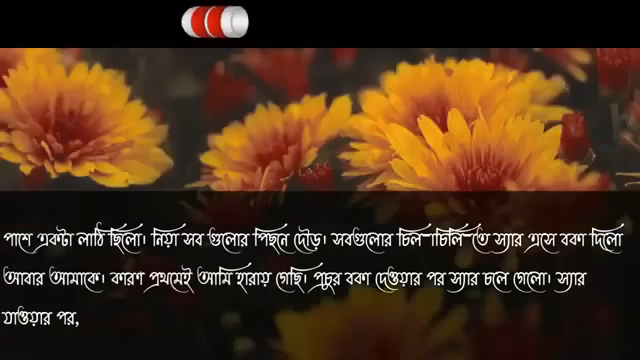 পাশে একটা লাঠি ছিলো। নিয়া সব গুলোর পিছনে দৌড়। সবগুলোর চিল্লাচিল্লিতে স্যার এসে বকা দিলো
আবার আমাকে। কারণ প্রথমেই আমি হারায় গেছি। প্রচুর বকা দেওয়ার পর স্যার চলে গেলো। স্যার
যাওয়ার পর,